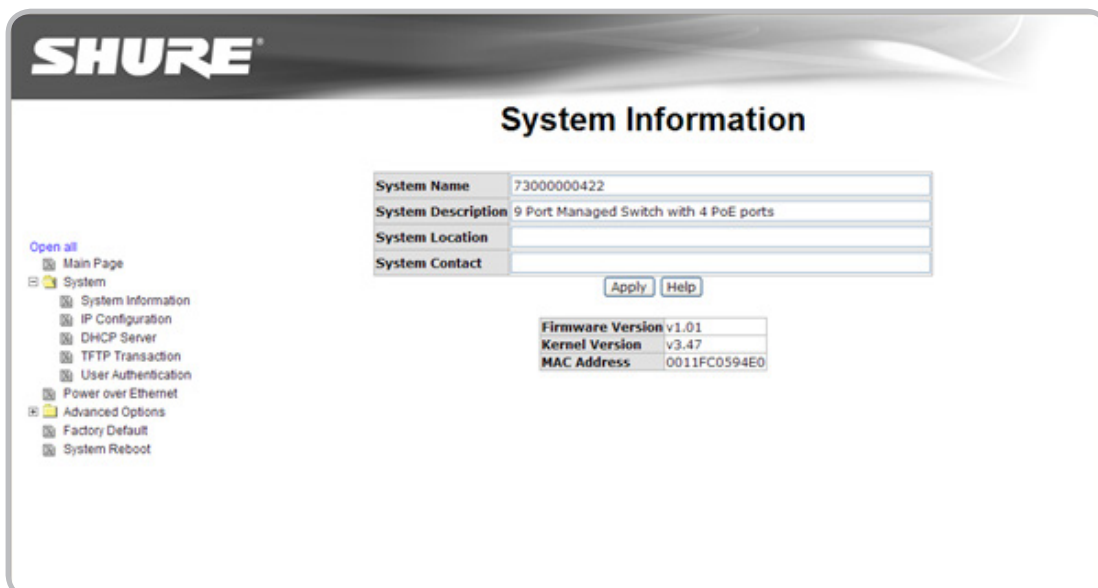 SHURE
System Information
System Name 73000000422
System Description 9 Port Managed Switch with 4 PoE ports
System Location
System Contact
Apply Help
Firmware Version v1.01
Kernel Version v3.47
MAC Address 0011FC0594E0
Open all
Main Page
System
System Information
IP Configuration
DHCP Server
TFTP Transaction
User Authentication
Power over Ethernet
Advanced Options
Factory Default
System Reboot